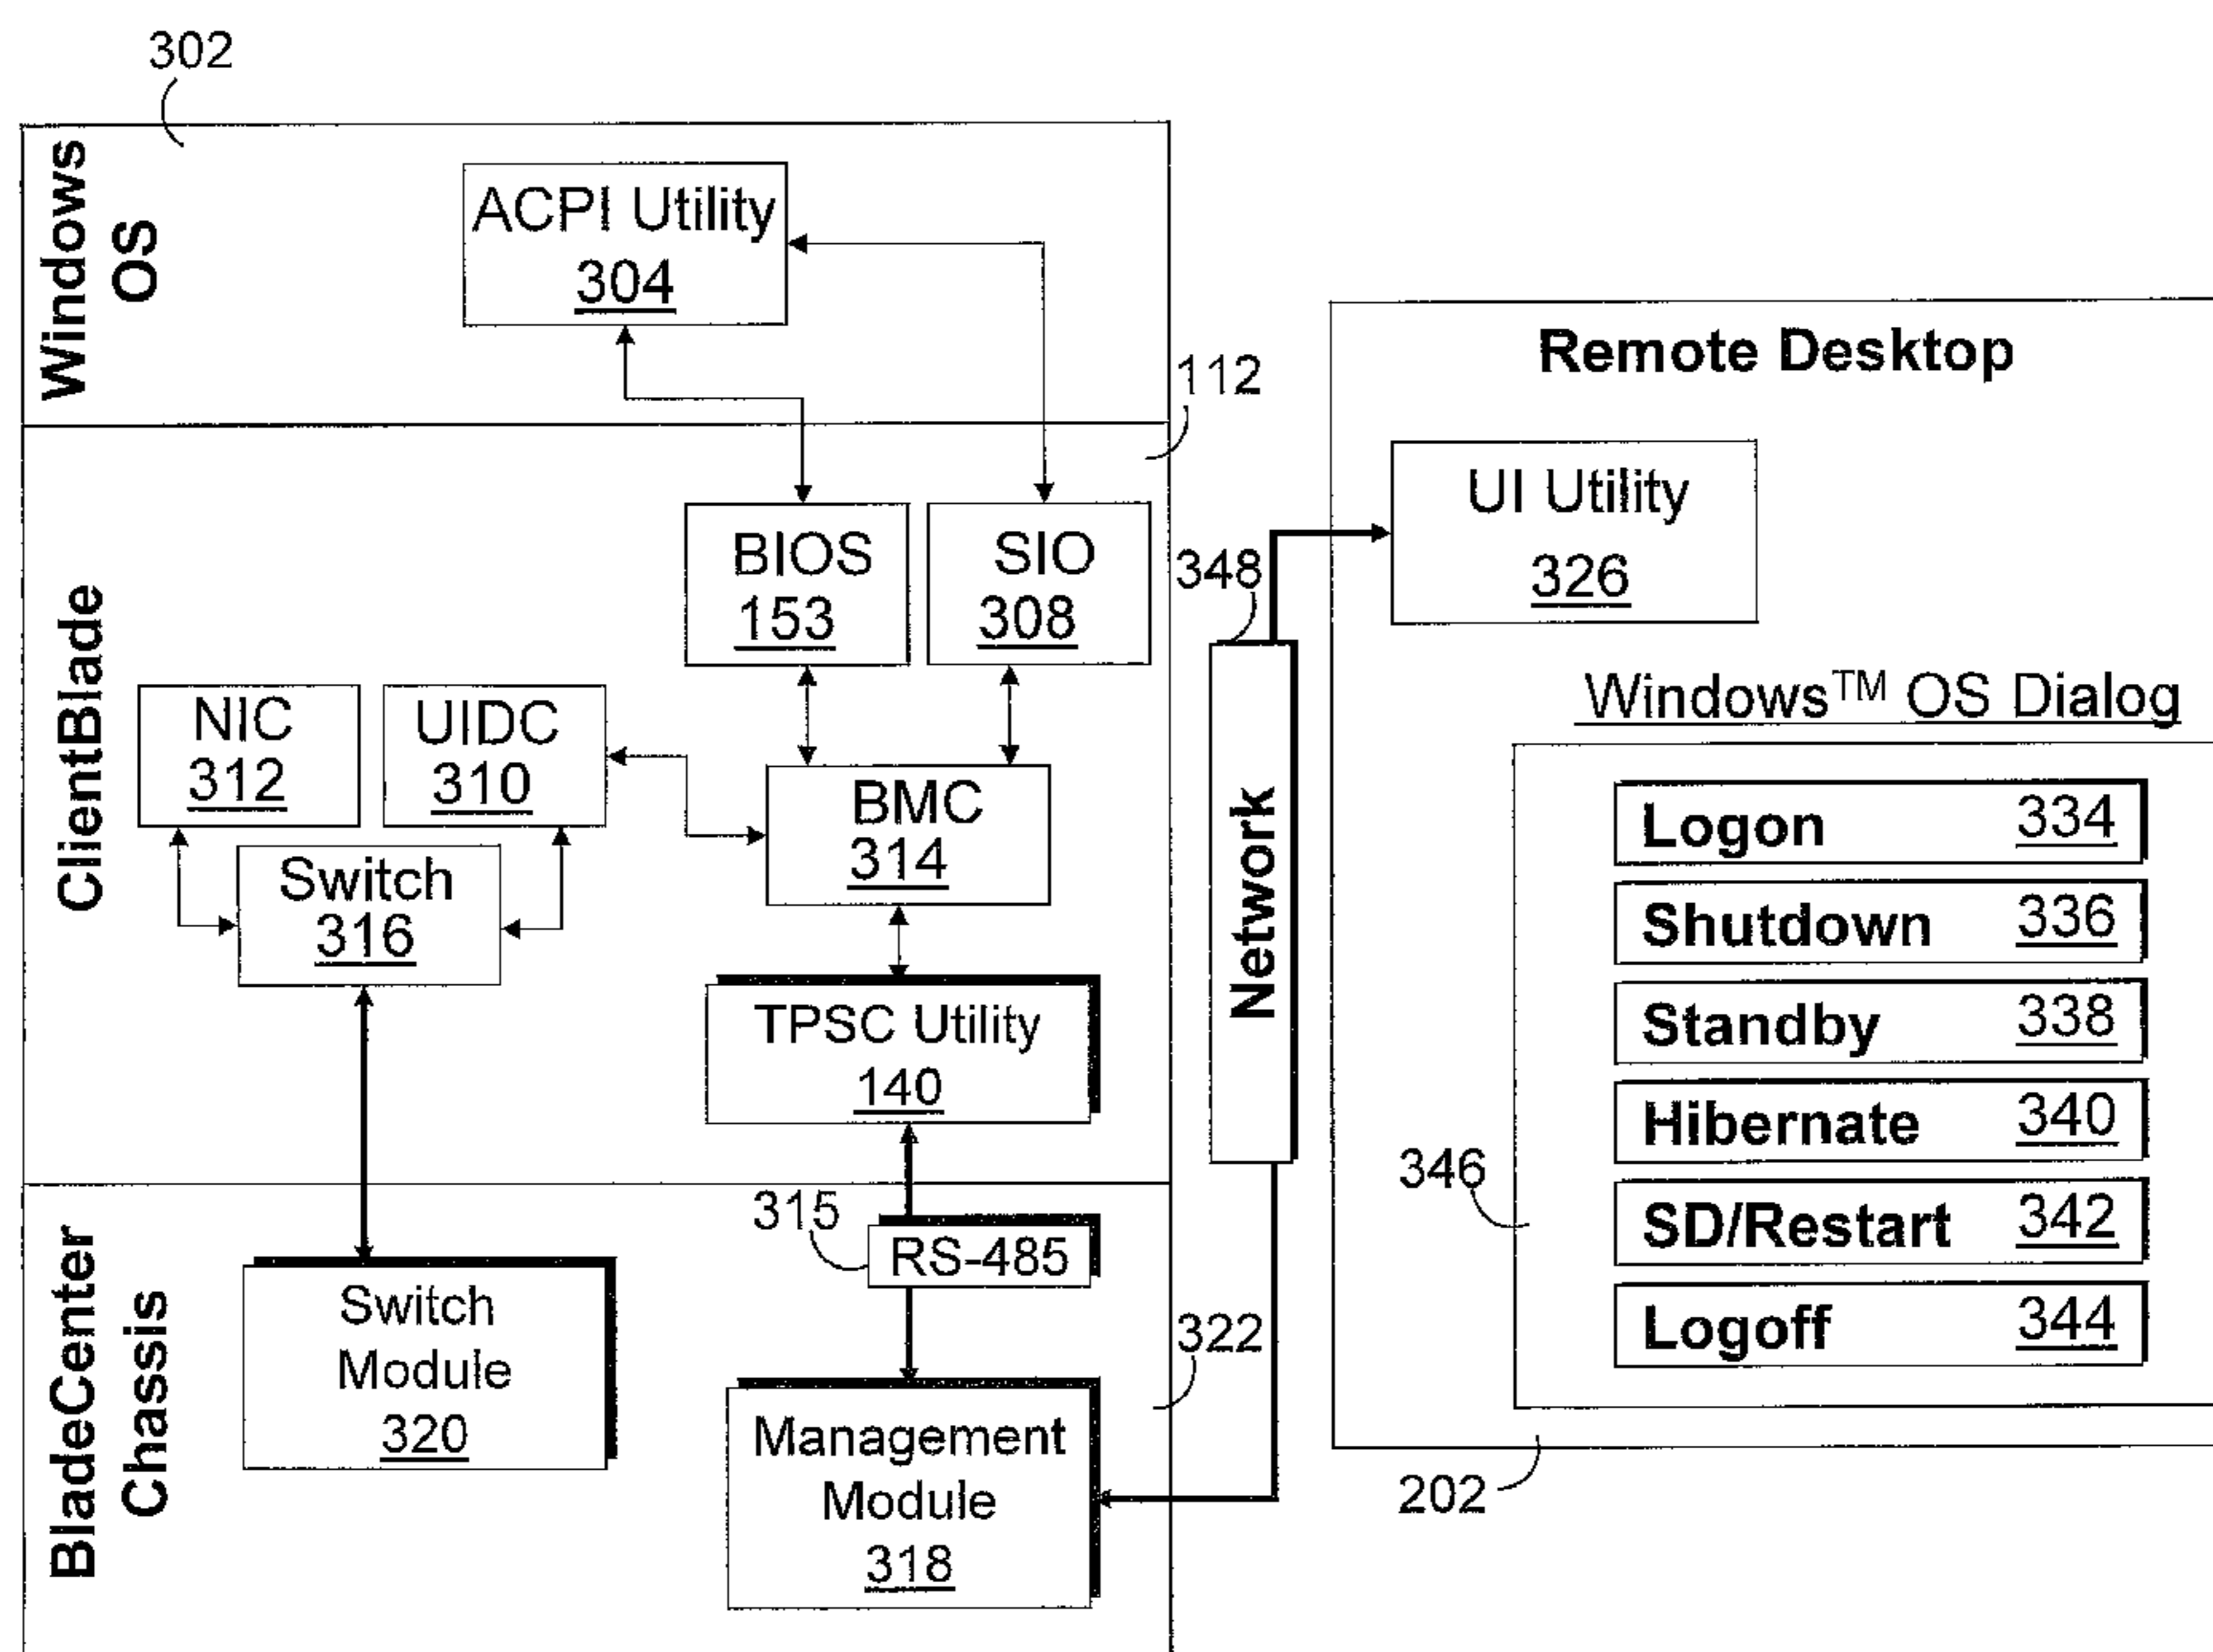 302
Windows
OS
ACPI Utility
304
112
ClientBlade
BIOS
153
SIO
308
NIC
312
UIDC
310
BMC
314
Switch
316
TPSC Utility
140
BladeCenter
Chassis
315
RS-485
Switch
Module
320
Management
Module
318
322
348
Network
Remote Desktop
UI Utility
326
Windows™ OS Dialog
Logon 334
Shutdown 336
Standby 338
Hibernate 340
SD/Restart 342
Logoff 344
346
202